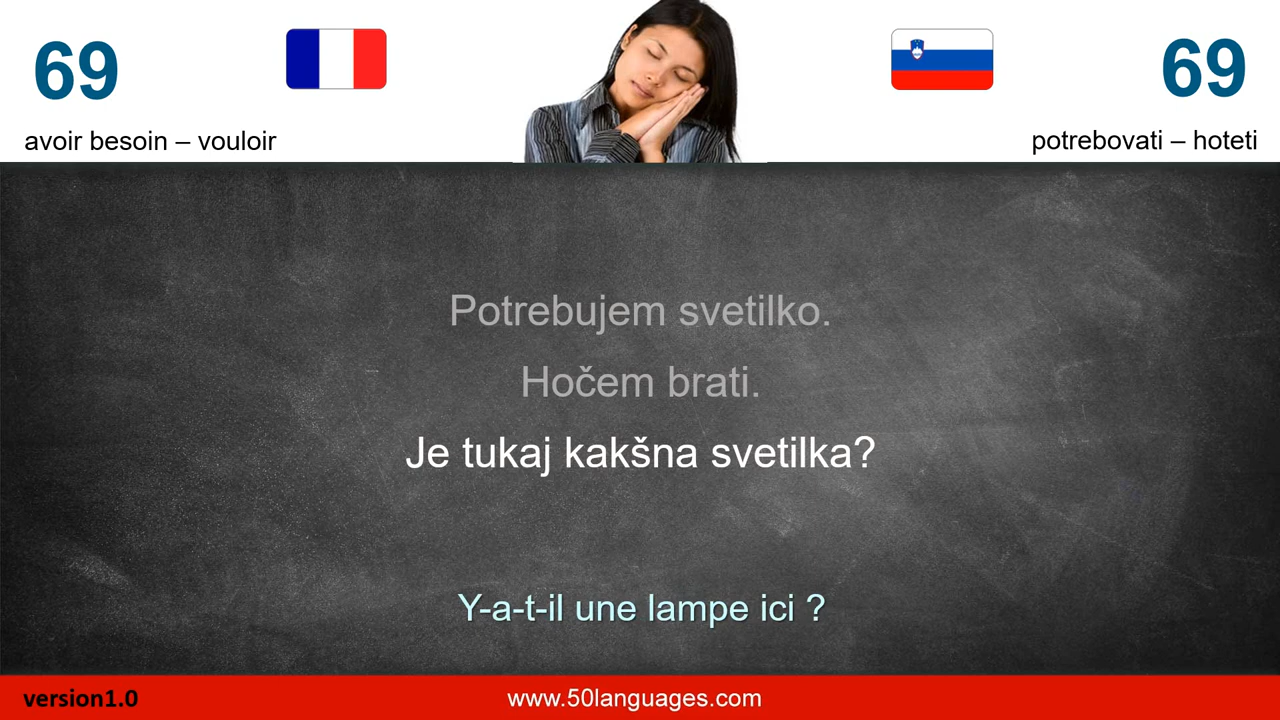 69
69
avoir besoin – vouloir
potrebovati – hoteti
Potrebujem svetilko.
Hočem brati.
Je tukaj kakšna svetilka?
Y-a-t-il une lampe ici ?
version1.0
www.50languages.com